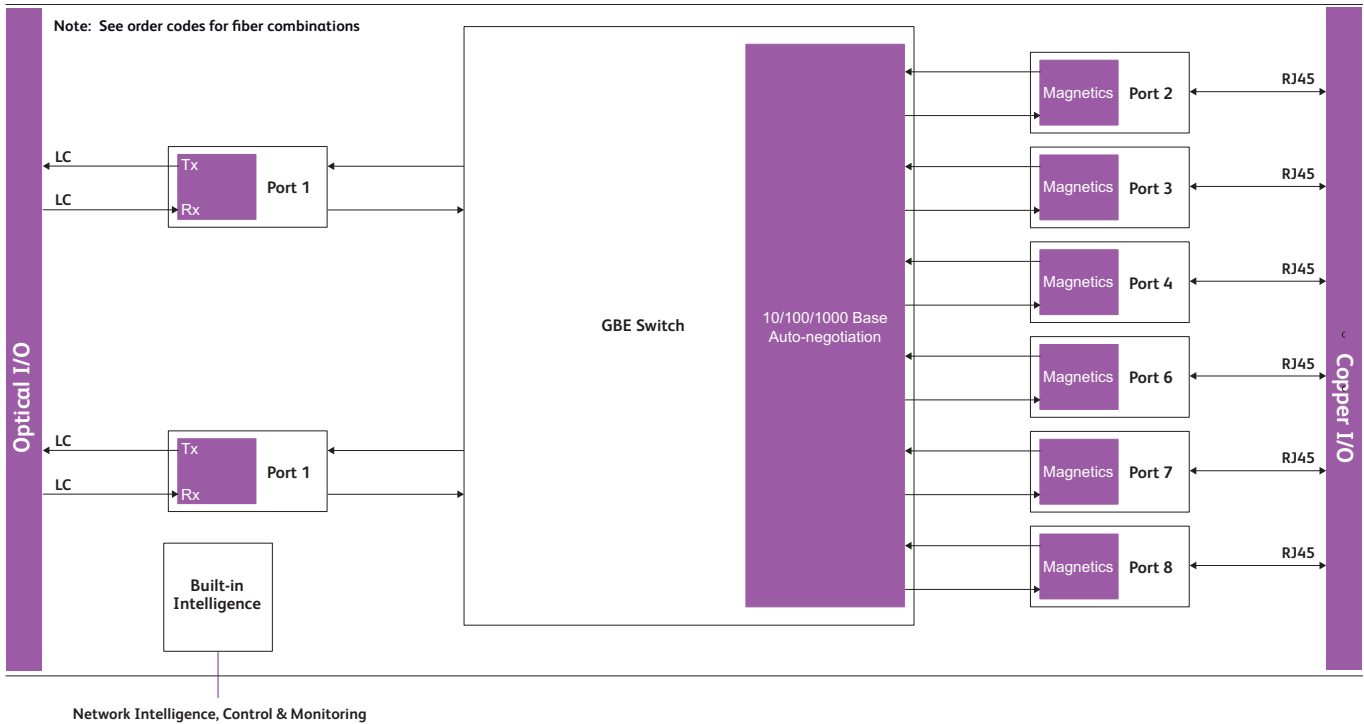 Note: See order codes for fiber combinations
Optical I/O
LC
LC
Tx
Rx
Port 1
LC
LC
Tx
Rx
Port 1
Built-in
Intelligence
Network Intelligence, Control & Monitoring
GBE Switch
10/100/1000 Base
Auto-negotiation
Magnetics
Port 2
RJ45
Magnetics
Port 3
RJ45
Magnetics
Port 4
RJ45
Magnetics
Port 6
RJ45
Magnetics
Port 7
RJ45
Magnetics
Port 8
RJ45
Copper I/O